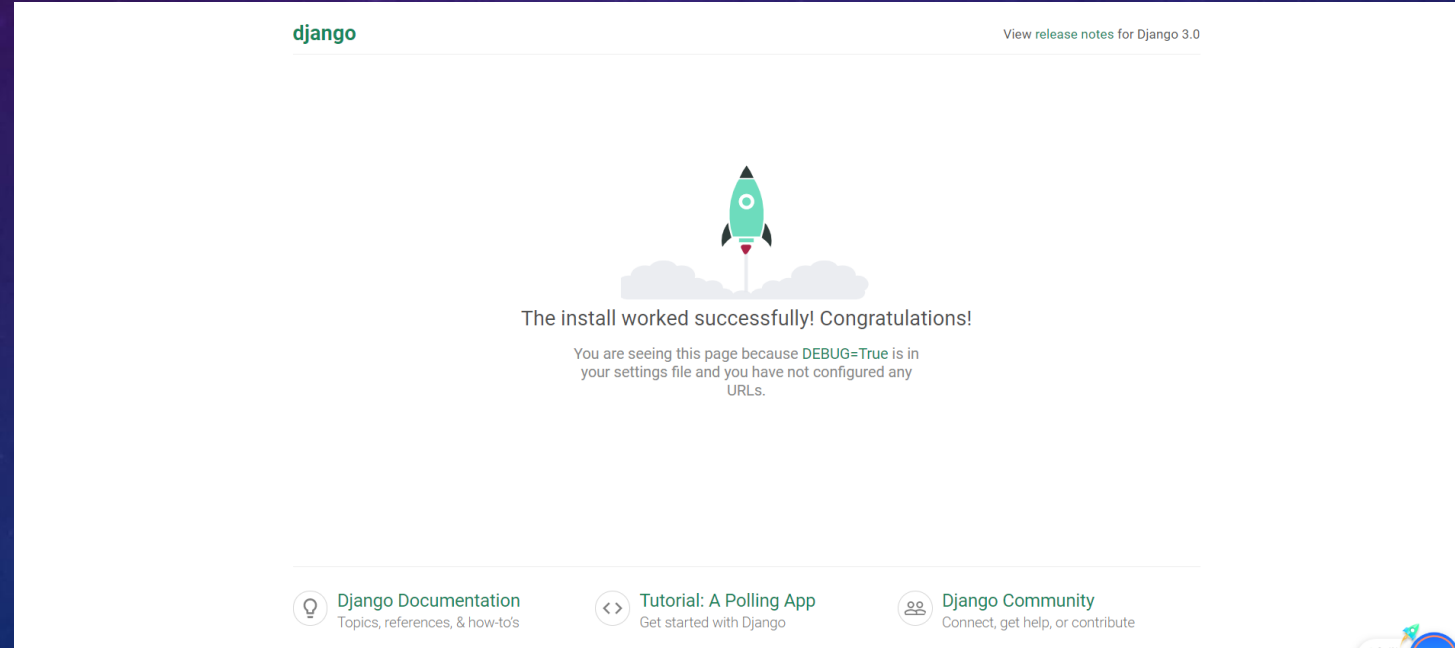 django
View release notes for Django 3.0
The install worked successfully! Congratulations!
You are seeing this page because DEBUG=True is in
your settings file and you have not configured any
URLs.
Django Documentation
Topics, references, & how-to's
Tutorial: A Polling App
Get started with Django
Django Community
Connect, get help, or contribute